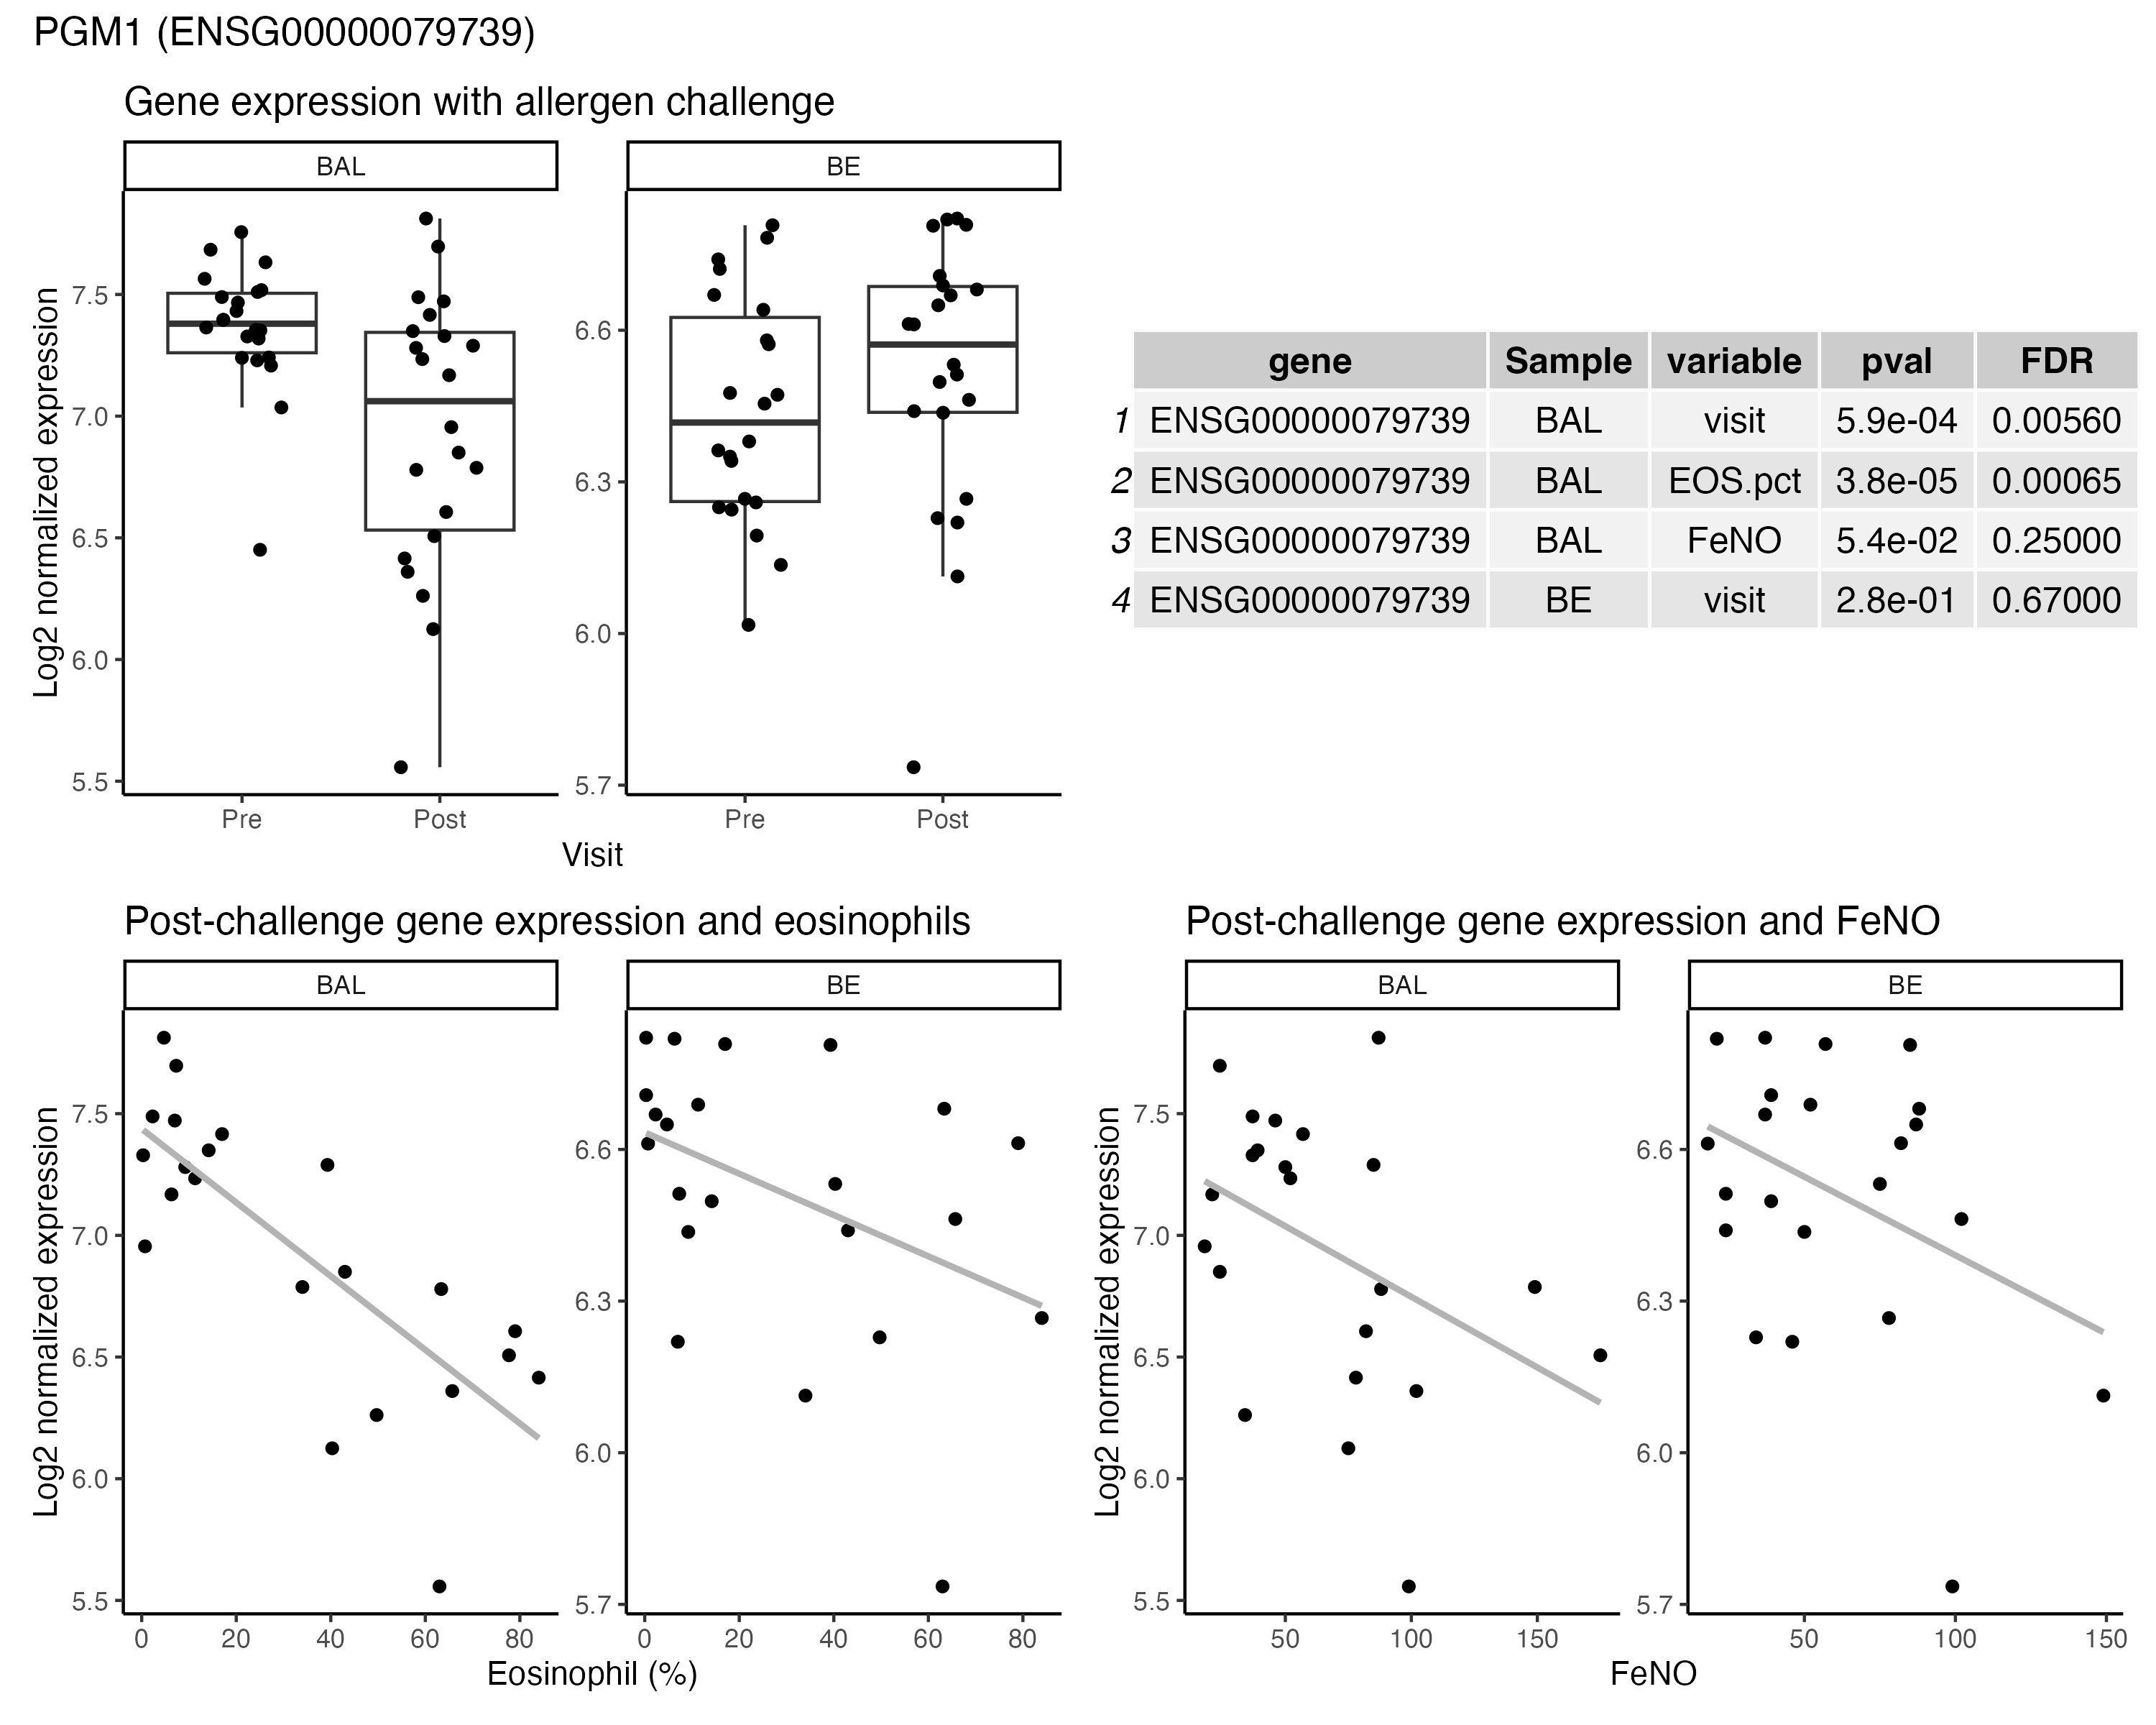 PGM1 (ENSG00000079739)
Gene expression with allergen challenge
BAL
BE
Log2 normalized expression
7.5
7.0
6.5
6.0
5.5
6.6
6.3
6.0
5.7
Pre
Post
Pre
Post
Visit
gene Sample variable pval FDR
1 ENSG00000079739 BAL visit 5.9e-04 0.00560
2 ENSG00000079739 BAL EOS.pct 3.8e-05 0.00065
3 ENSG00000079739 BAL FeNO 5.4e-02 0.25000
4 ENSG00000079739 BE visit 2.8e-01 0.67000
Post-challenge gene expression and eosinophils
BAL
BE
Log2 normalized expression
7.5
7.0
6.5
6.0
5.5
6.6
6.3
6.0
5.7
0 20 40 60 80
0 20 40 60 80
Eosinophil (%)
Post-challenge gene expression and FeNO
BAL
BE
Log2 normalized expression
7.5
7.0
6.5
6.0
5.5
6.6
6.3
6.0
5.7
50 100 150
50 100 150
FeNO